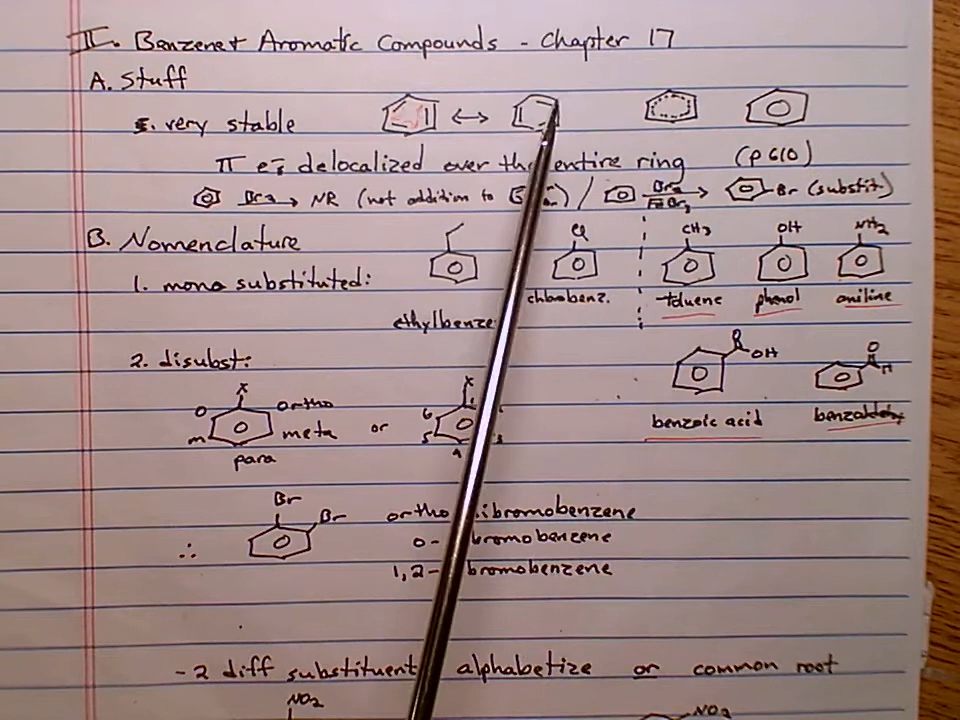 II. Benzene + Aromatic Compounds - Chapter 17
A. Stuff
very stable
π e⁻s delocalized over the entire ring (p 610)
Br₂ → NR (not addition to ) / Br₂ FeBr₃ → Br (substit)
B. Nomenclature
Cl CH₃ OH NH₂
1. mono substituted:
chlorobenz. toluene phenol aniline
ethylbenze
2. disubst:
O OH O H
X X
O ortho 6
m meta or 5
benzoic acid
para 4
Br
Br ortho ibromobenzene
∴ o- bromobenzene
1,2- bromobenzene
- 2 diff substituent alphabetize or common root
NO₂ NO₂